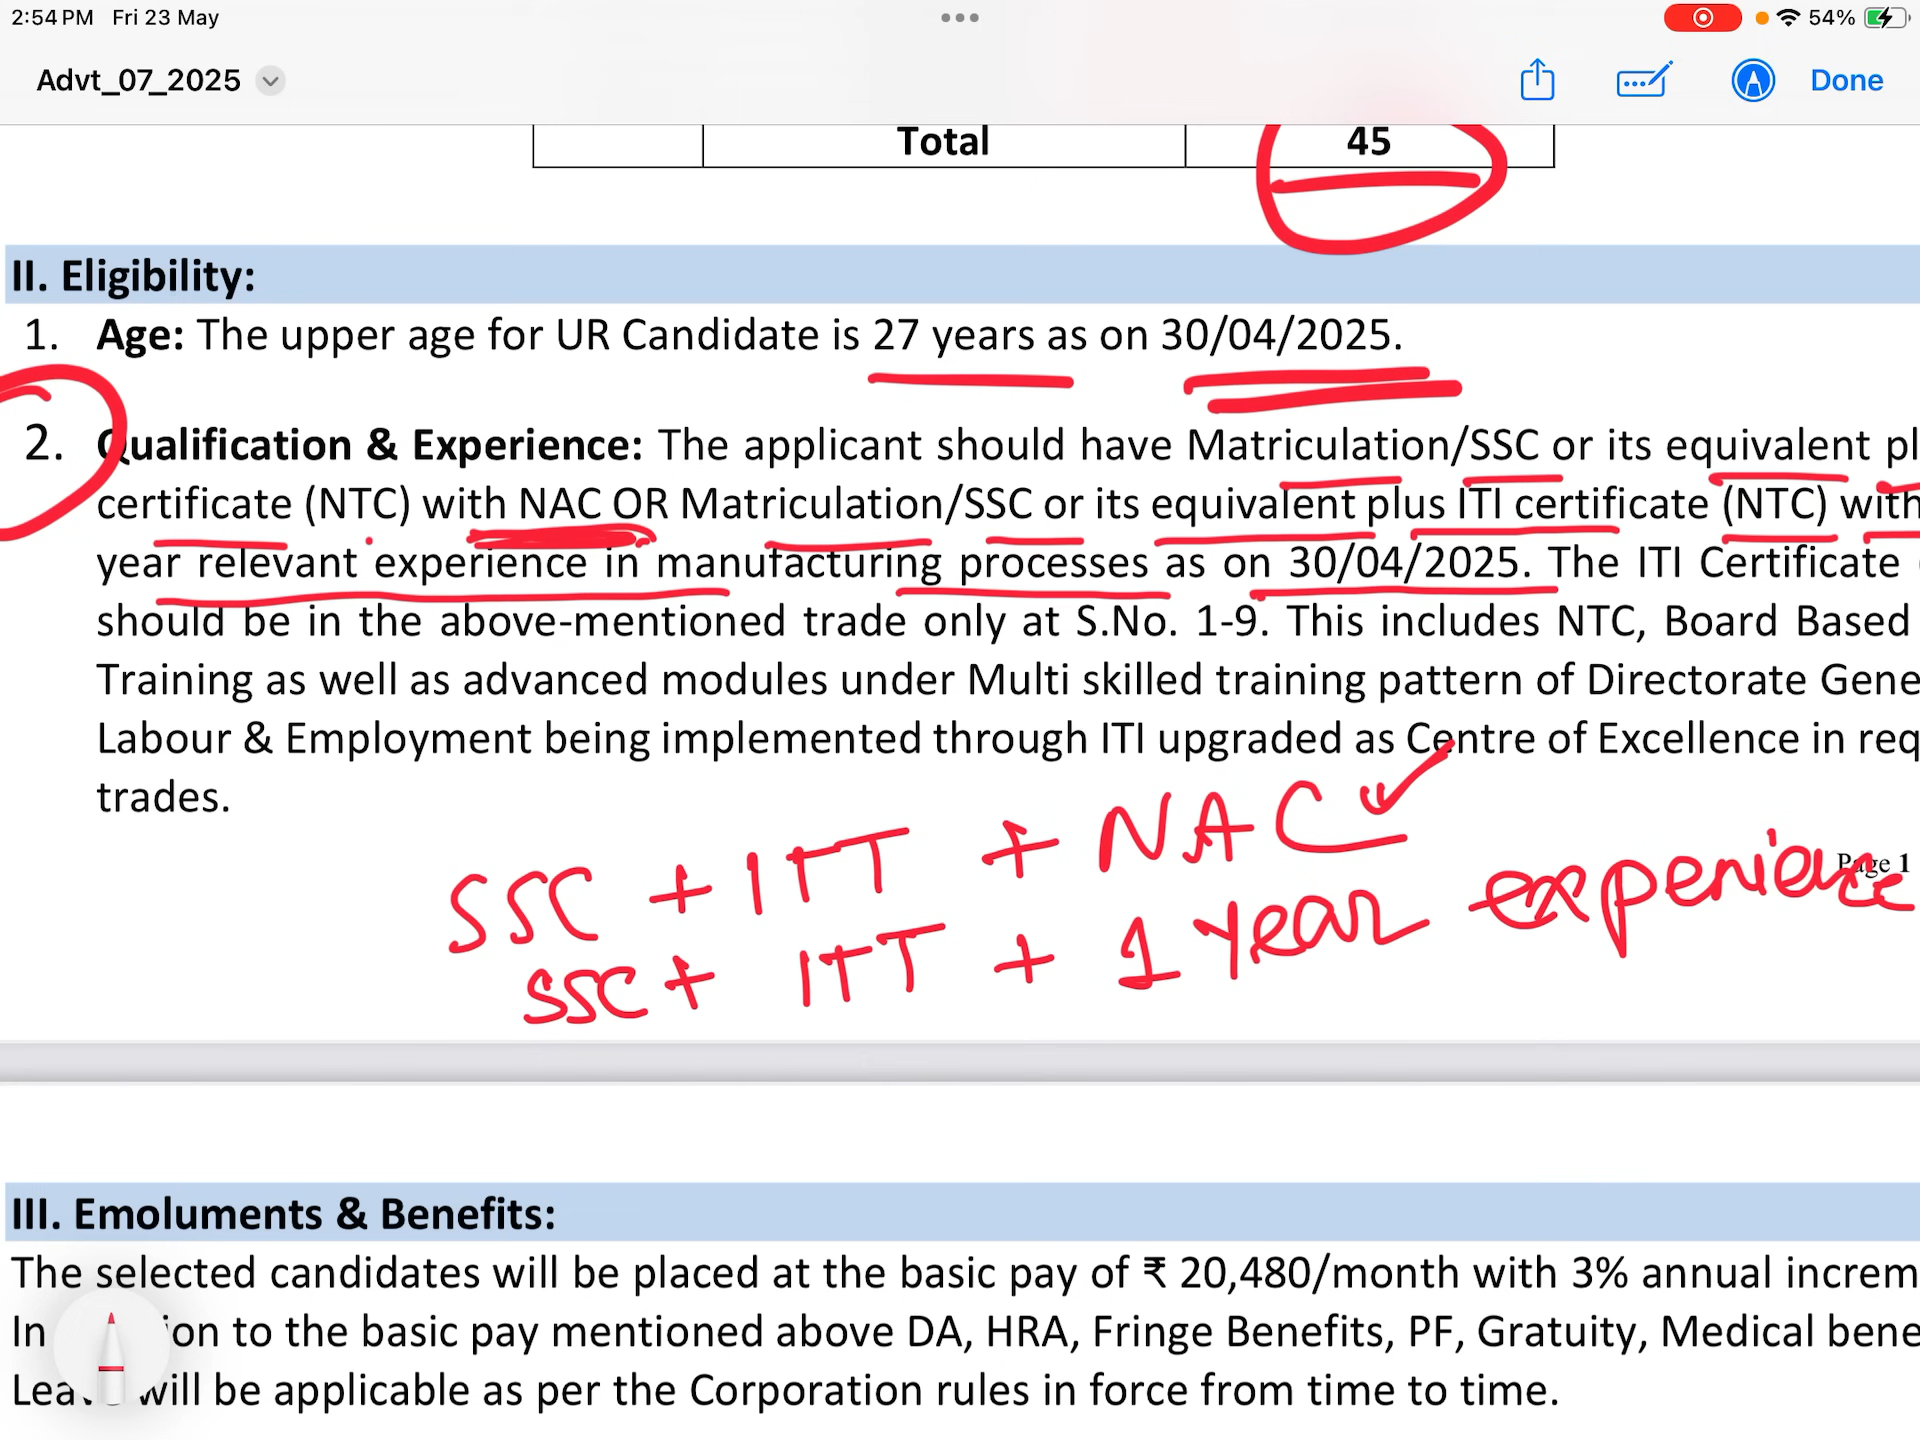 2:54 PM Fri 23 May
54%
Advt_07_2025
Done
Total 45
II. Eligibility:
1. Age: The upper age for UR Candidate is 27 years as on 30/04/2025.
2. Qualification & Experience: The applicant should have Matriculation/SSC or its equivalent pl
certificate (NTC) with NAC OR Matriculation/SSC or its equivalent plus ITI certificate (NTC) with
year relevant experience in manufacturing processes as on 30/04/2025. The ITI Certificate
should be in the above-mentioned trade only at S.No. 1-9. This includes NTC, Board Based
Training as well as advanced modules under Multi skilled training pattern of Directorate Gene
Labour & Employment being implemented through ITI upgraded as Centre of Excellence in req
trades.
SSC + ITI + NAC
Page 1
SSC + ITI + 1 year experience
III. Emoluments & Benefits:
The selected candidates will be placed at the basic pay of ₹ 20,480/month with 3% annual increm
In ion to the basic pay mentioned above DA, HRA, Fringe Benefits, PF, Gratuity, Medical bene
Lea will be applicable as per the Corporation rules in force from time to time.